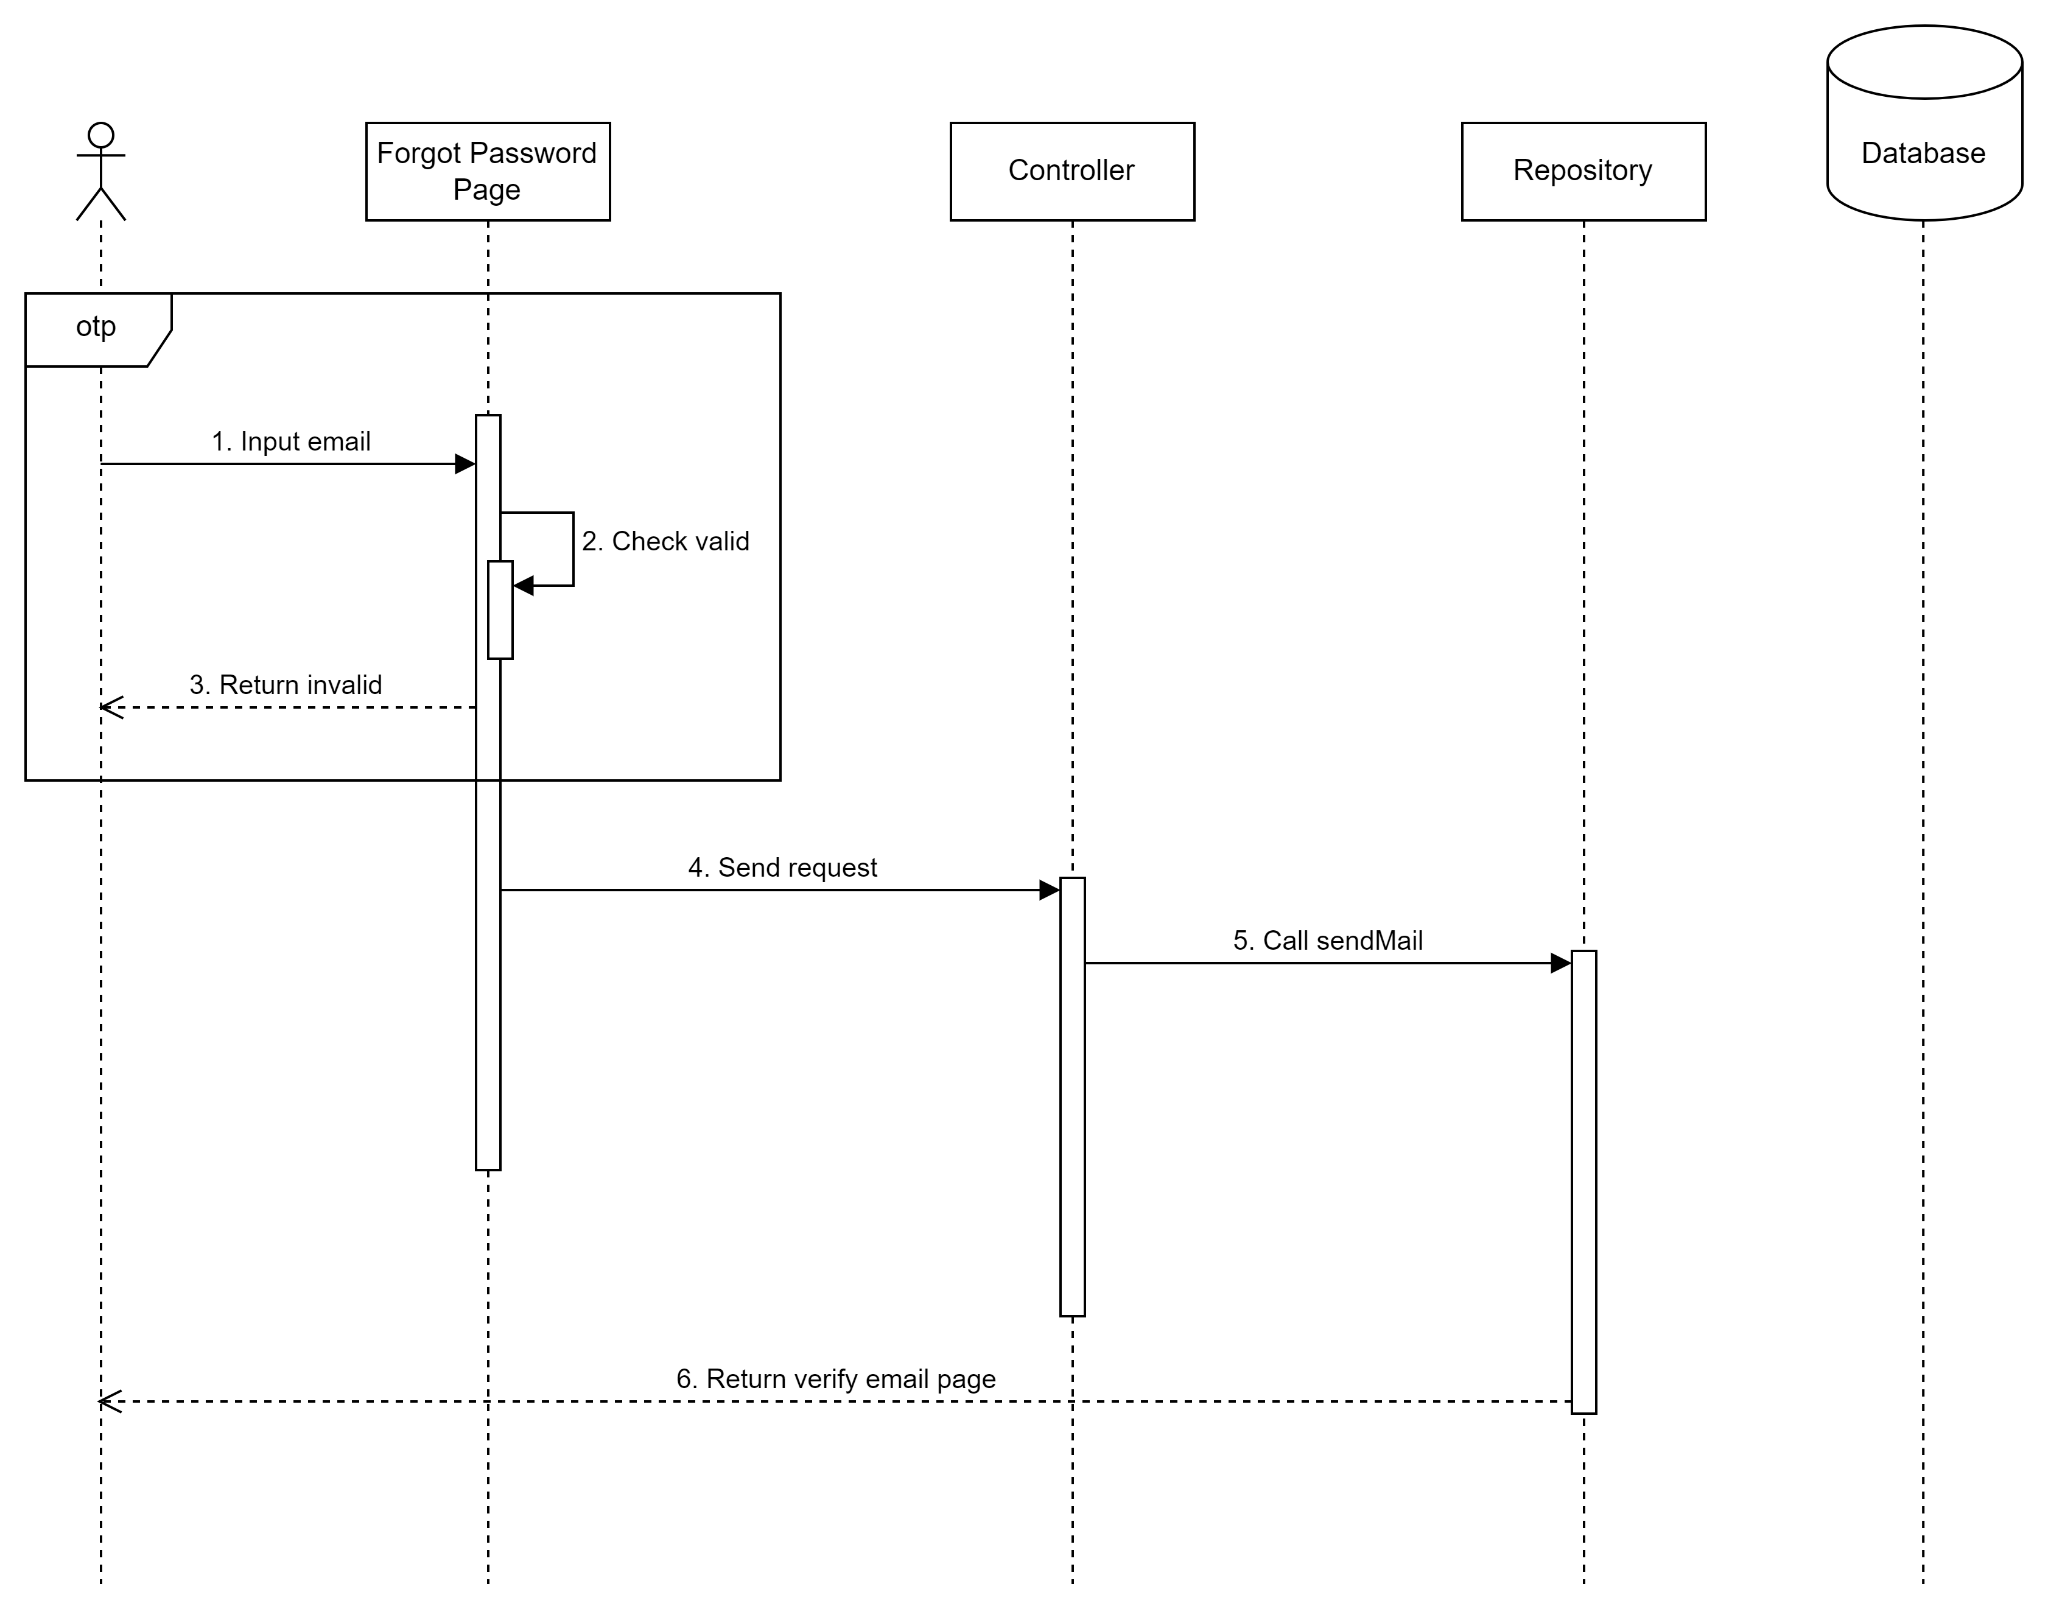 Forgot Password
Page
Controller
Repository
Database
otp
1. Input email
2. Check valid
3. Return invalid
4. Send request
5. Call sendMail
6. Return verify email page